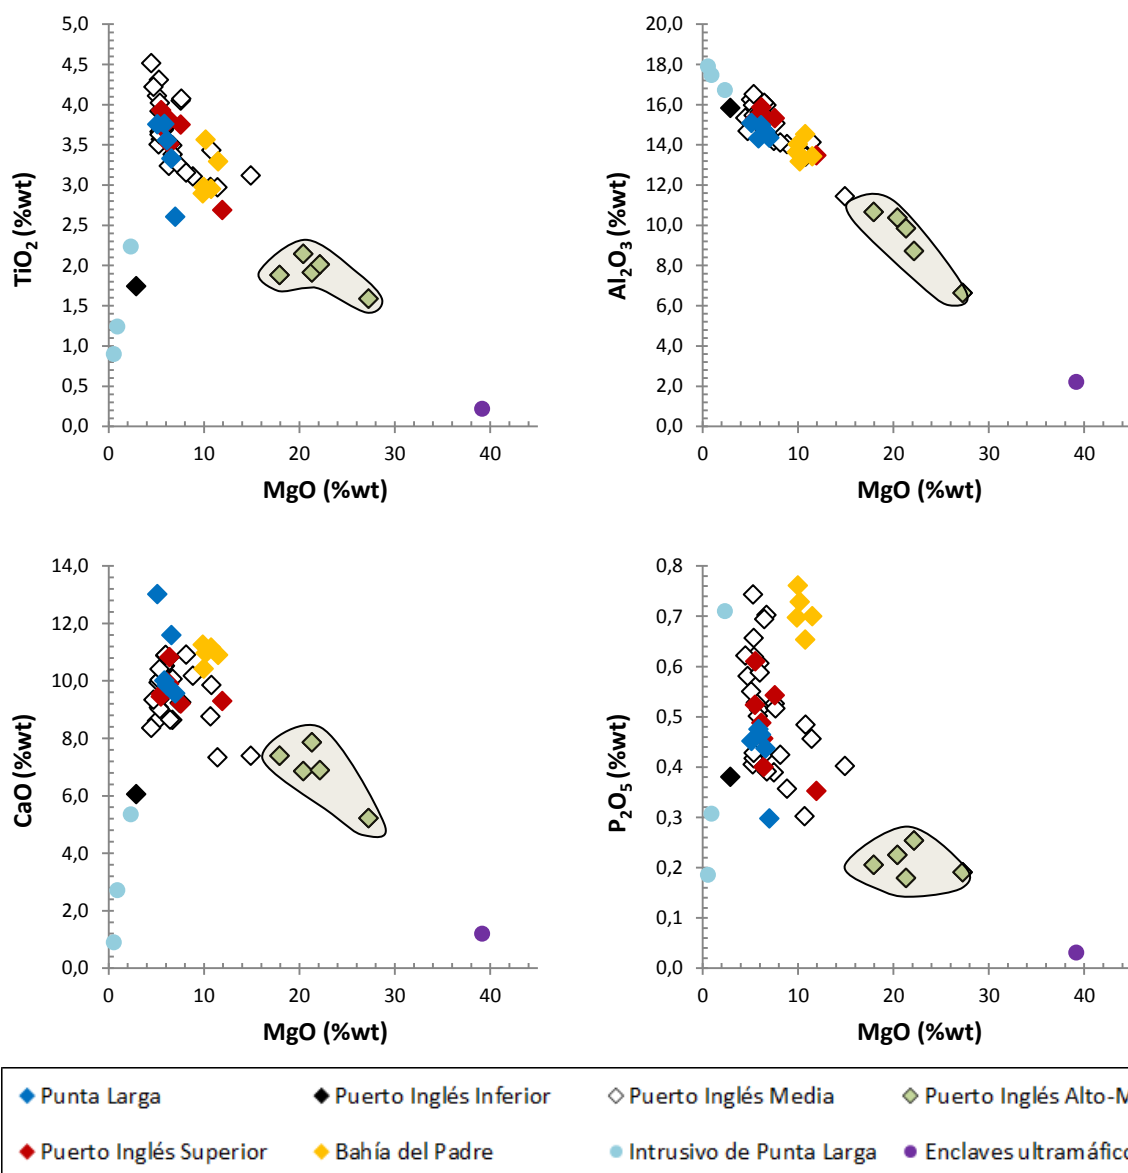 5,0
4,5
4,0
3,5
3,0
2,5
2,0
1,5
1,0
0,5
0,0
TiO2 (%wt)
0 10 20 30 40
MgO (%wt)
20,0
18,0
16,0
14,0
12,0
10,0
8,0
6,0
4,0
2,0
0,0
Al2O3 (%wt)
0 10 20 30 40
MgO (%wt)
14,0
12,0
10,0
8,0
6,0
4,0
2,0
0,0
CaO (%wt)
0 10 20 30 40
MgO (%wt)
0,8
0,7
0,6
0,5
0,4
0,3
0,2
0,1
0,0
P2O5 (%wt)
0 10 20 30 40
MgO (%wt)
Punta Larga Puerto Inglés Inferior Puerto Inglés Media Puerto Inglés Alto-M
Puerto Inglés Superior Bahía del Padre Intrusivo de Punta Larga Enclaves ultramáfico